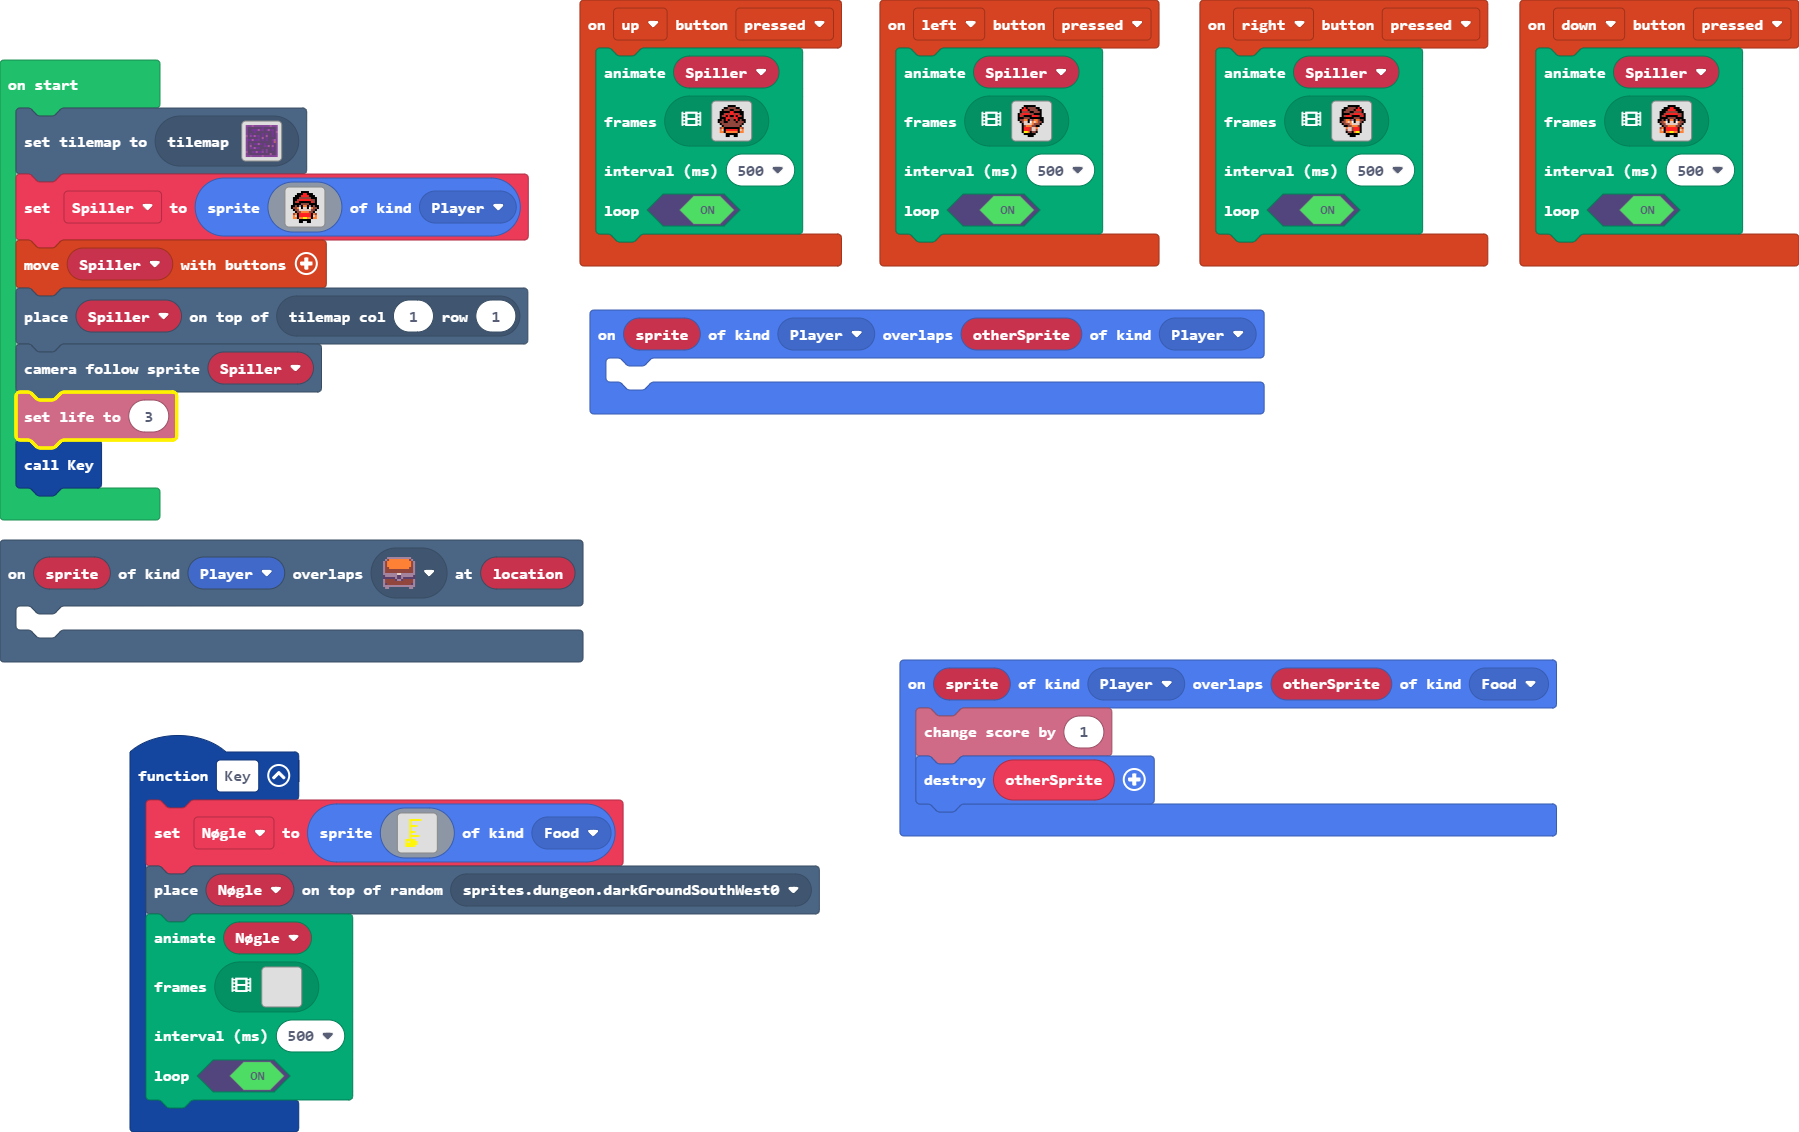 on start
set tilemap to tilemap
set Spiller to sprite of kind Player
move Spiller with buttons
place Spiller on top of tilemap col 1 row 1
camera follow sprite Spiller
set life to 3
call Key
on up button pressed
animate Spiller
frames
interval (ms) 500
loop ON
on left button pressed
animate Spiller
frames
interval (ms) 500
loop ON
on right button pressed
animate Spiller
frames
interval (ms) 500
loop ON
on down button pressed
animate Spiller
frames
interval (ms) 500
loop ON
on sprite of kind Player overlaps otherSprite of kind Player
on sprite of kind Player overlaps at location
on sprite of kind Player overlaps otherSprite of kind Food
change score by 1
destroy otherSprite
function Key
set Nøgle to sprite of kind Food
place Nøgle on top of random sprites.dungeon.darkGroundSouthWest0
animate Nøgle
frames
interval (ms) 500
loop ON